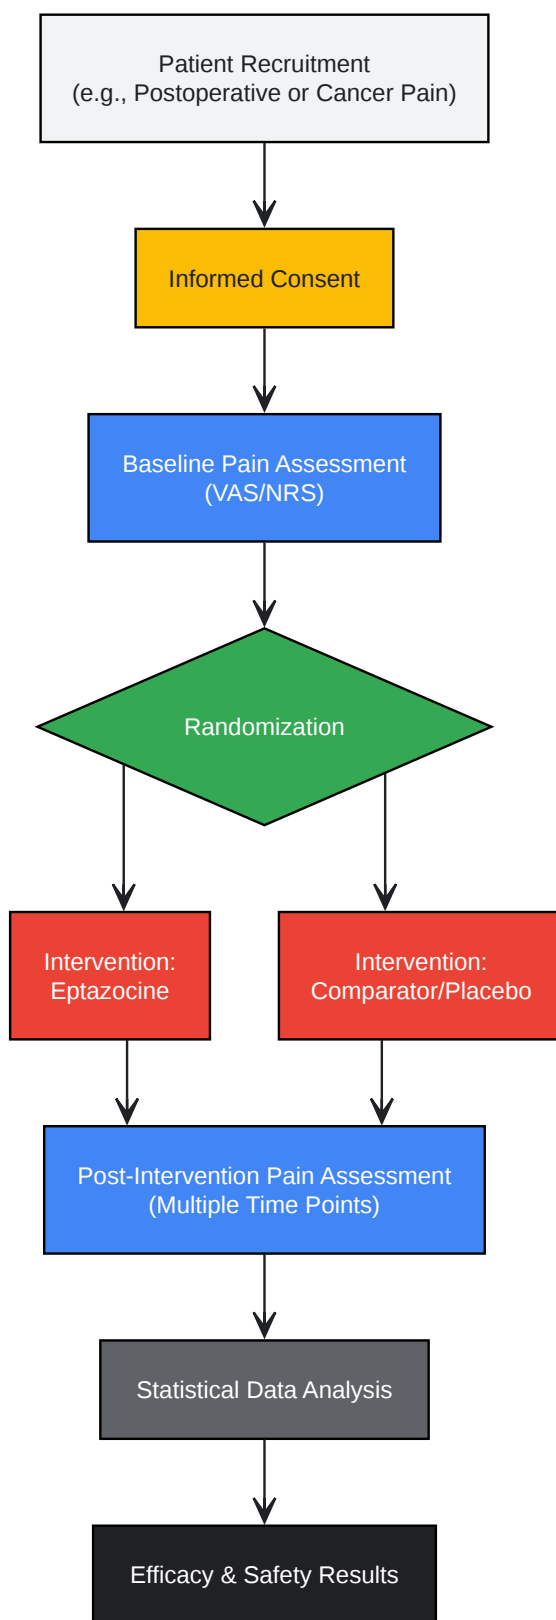 Patient Recruitment
(e.g., Postoperative or Cancer Pain)
Informed Consent
Baseline Pain Assessment
(VAS/NRS)
Randomization
Intervention:
Eptazocine
Intervention:
Comparator/Placebo
Post-Intervention Pain Assessment
(Multiple Time Points)
Statistical Data Analysis
Efficacy & Safety Results